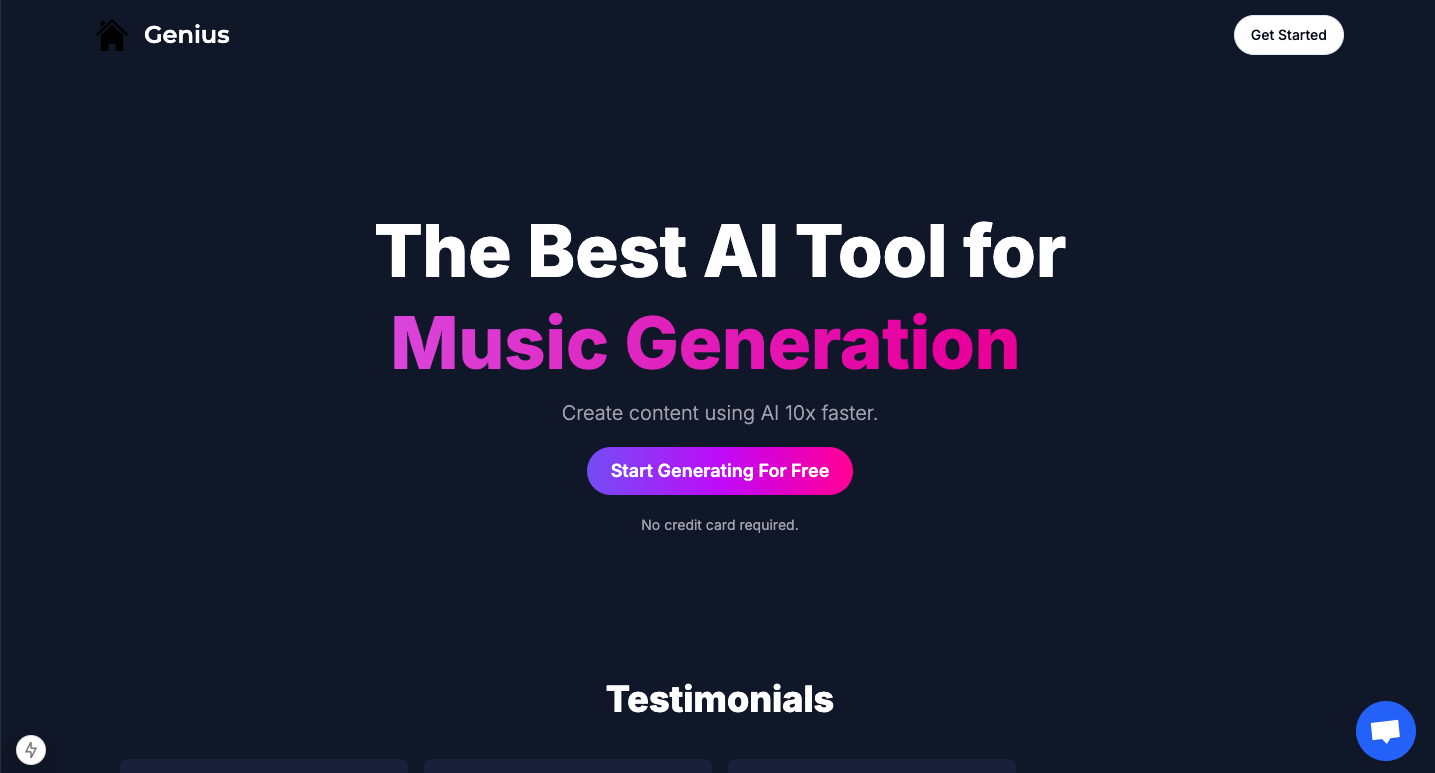 Genius
Get Started
The Best AI Tool for
Music Generation
Create content using AI 10x faster.
Start Generating For Free
No credit card required.
Testimonials